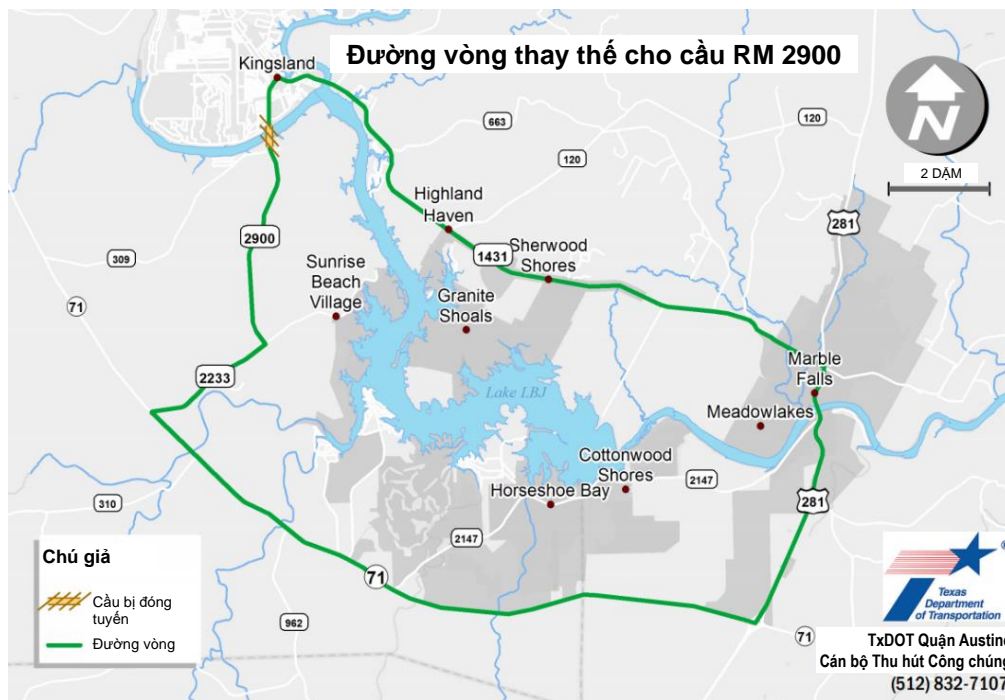 Đường vòng thay thế cho cầu RM 2900
Kingsland
663
120
120
2 DẶM
N
Highland
Haven
281
2900
1431
Sherwood
Shores
309
Sunrise
Beach
Village
Granite
Shoals
71
2233
Marble
Falls
Lake LBJ
Meadowlakes
Cottonwood
Shores
2147
310
Horseshoe Bay
281
2147
71
962
71
Chú giả
Cầu bị đóng
tuyến
Đường vòng
®
Texas
Department
of Transportation
TxDOT Quận Austin
Cán bộ Thu hút Công chúng
(512) 832-7107